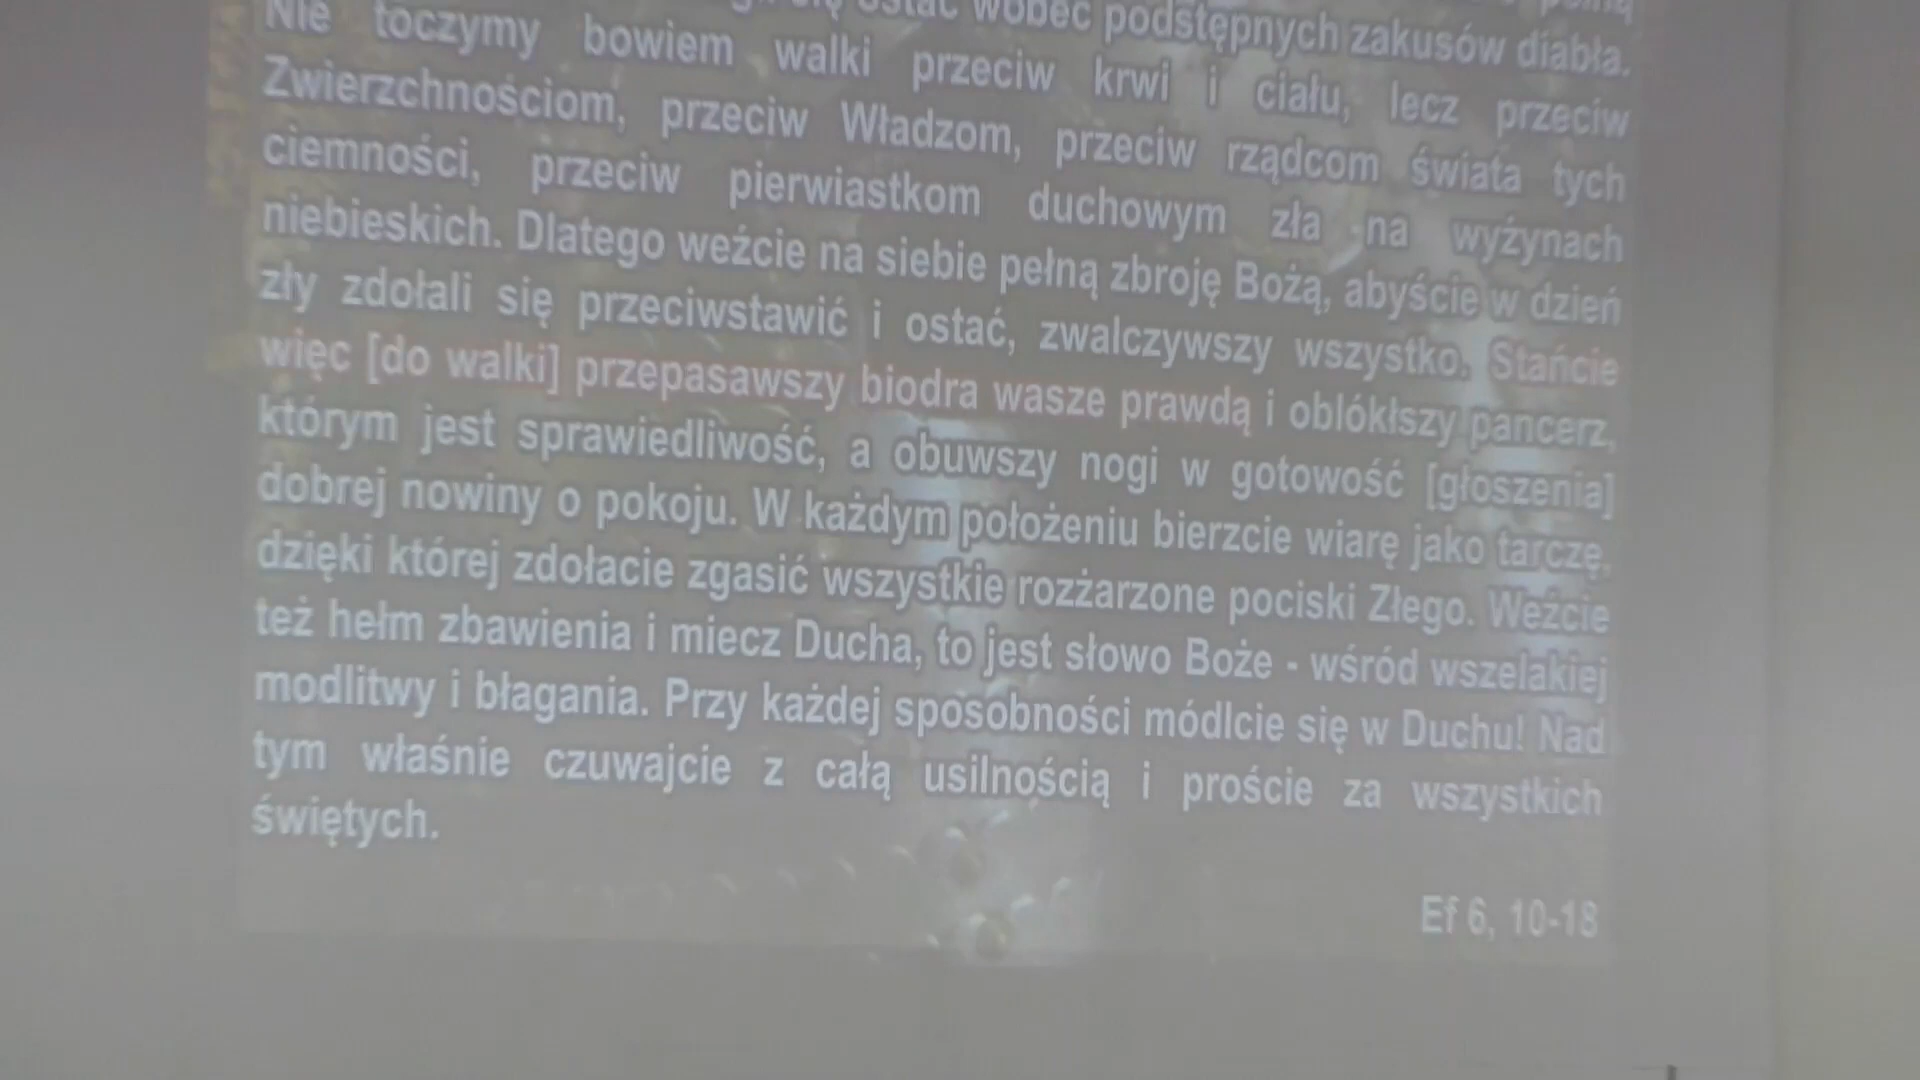 ostać wobec podstępnych zakusów diabła.
Nie toczymy bowiem walki przeciw krwi i ciału, lecz przeciw
Zwierzchnościom, przeciw Władzom, przeciw rządcom świata tych
ciemności, przeciw pierwiastkom duchowym zła na wyżynach
niebieskich. Dlatego weźcie na siebie pełną zbroję Bożą, abyście w dzień
zły zdołali się przeciwstawić i ostać, zwalczywszy wszystko. Stańcie
więc [do walki] przepasawszy biodra wasze prawdą i oblókłszy pancerz,
którym jest sprawiedliwość, a obuwszy nogi w gotowość [głoszenia]
dobrej nowiny o pokoju. W każdym położeniu bierzcie wiarę jako tarczę,
dzięki której zdołacie zgasić wszystkie rozżarzone pociski Złego. Weźcie
też hełm zbawienia i miecz Ducha, to jest słowo Boże - wśród wszelakiej
modlitwy i błagania. Przy każdej sposobności módlcie się w Duchu! Nad
tym właśnie czuwajcie z całą usilnością i proście za wszystkich
świętych.
Ef 6, 10-18